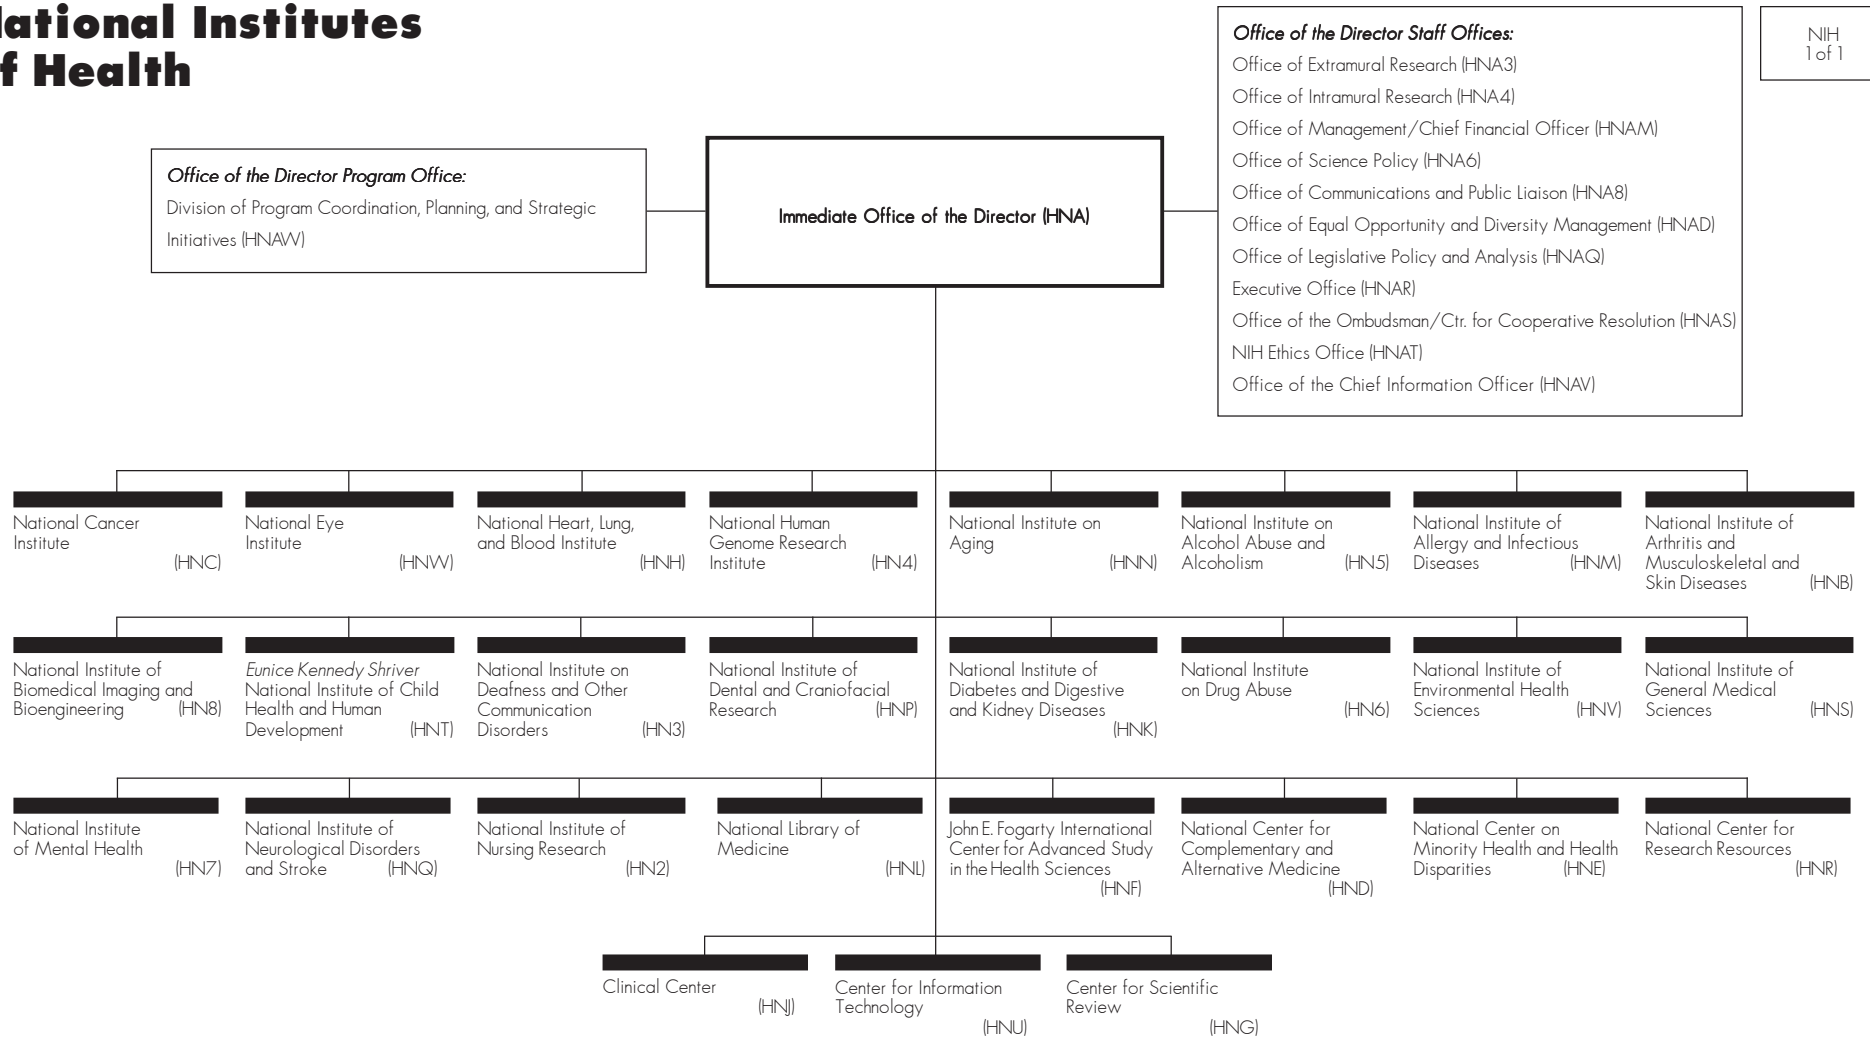 National Institutes
of Health
NIH
1 of 1
Office of the Director Program Office:
Division of Program Coordination, Planning, and Strategic
Initiatives (HNAW)
Immediate Office of the Director (HNA)
Office of the Director Staff Offices:
Office of Extramural Research (HNA3)
Office of Intramural Research (HNA4)
Office of Management/Chief Financial Officer (HNAM)
Office of Science Policy (HNA6)
Office of Communications and Public Liaison (HNA8)
Office of Equal Opportunity and Diversity Management (HNAD)
Office of Legislative Policy and Analysis (HNAQ)
Executive Office (HNAR)
Office of the Ombudsman/Ctr. for Cooperative Resolution (HNAS)
NIH Ethics Office (HNAT)
Office of the Chief Information Officer (HNAV)
National Cancer
Institute
(HNC)
National Eye
Institute
(HNW)
National Heart, Lung,
and Blood Institute
(HNH)
National Human
Genome Research
Institute (HN4)
National Institute on
Aging
(HNN)
National Institute on
Alcohol Abuse and
Alcoholism (HN5)
National Institute of
Allergy and Infectious
Diseases (HNM)
National Institute of
Arthritis and
Musculoskeletal and
Skin Diseases (HNB)
National Institute of
Biomedical Imaging and
Bioengineering (HN8)
Eunice Kennedy Shriver
National Institute of Child
Health and Human
Development (HNT)
National Institute on
Deafness and Other
Communication
Disorders (HN3)
National Institute of
Dental and Craniofacial
Research (HNP)
National Institute of
Diabetes and Digestive
and Kidney Diseases
(HNK)
National Institute
on Drug Abuse
(HN6)
National Institute of
Environmental Health
Sciences (HNV)
National Institute of
General Medical
Sciences (HNS)
National Institute
of Mental Health
(HN7)
National Institute of
Neurological Disorders
and Stroke (HNQ)
National Institute of
Nursing Research
(HN2)
National Library of
Medicine
(HNL)
John E. Fogarty International
Center for Advanced Study
in the Health Sciences
(HNF)
National Center for
Complementary and
Alternative Medicine
(HND)
National Center on
Minority Health and Health
Disparities (HNE)
National Center for
Research Resources
(HNR)
Clinical Center
(HNJ)
Center for Information
Technology
(HNU)
Center for Scientific
Review
(HNG)